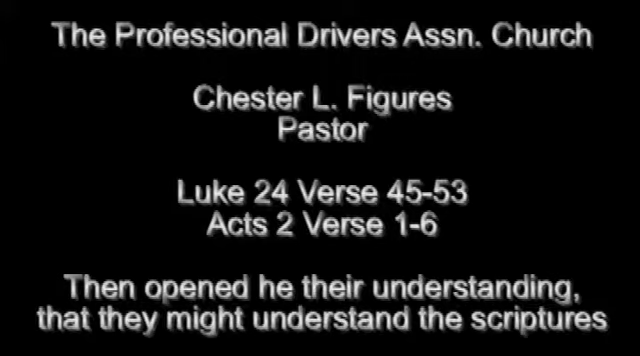 The Professional Drivers Assn. Church
Chester L. Figures
Pastor
Luke 24 Verse 45-53
Acts 2 Verse 1-6
Then opened he their understanding,
that they might understand the scriptures